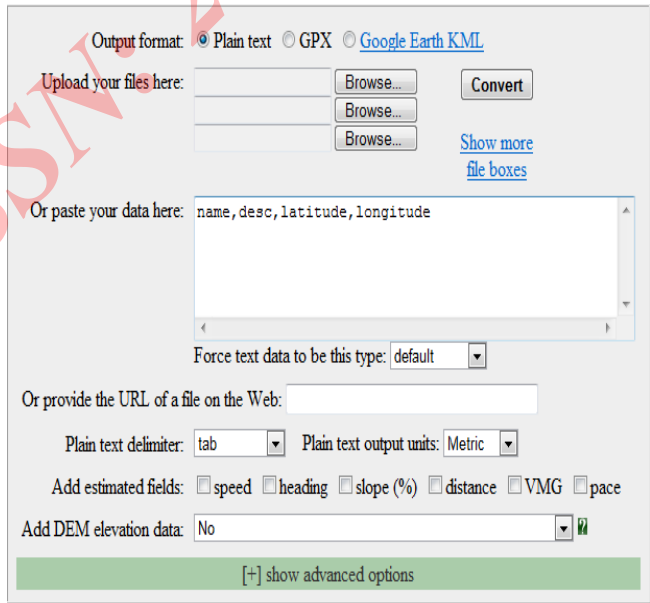 Output format: Plain text GPX Google Earth KML
Upload your files here: Browse... Convert
Browse...
Browse... Show more
file boxes
Or paste your data here: name,desc,latitude,longitude
Force text data to be this type: default
Or provide the URL of a file on the Web:
Plain text delimiter: tab Plain text output units: Metric
Add estimated fields: speed heading slope (%) distance VMG pace
Add DEM elevation data: No ?
[+] show advanced options